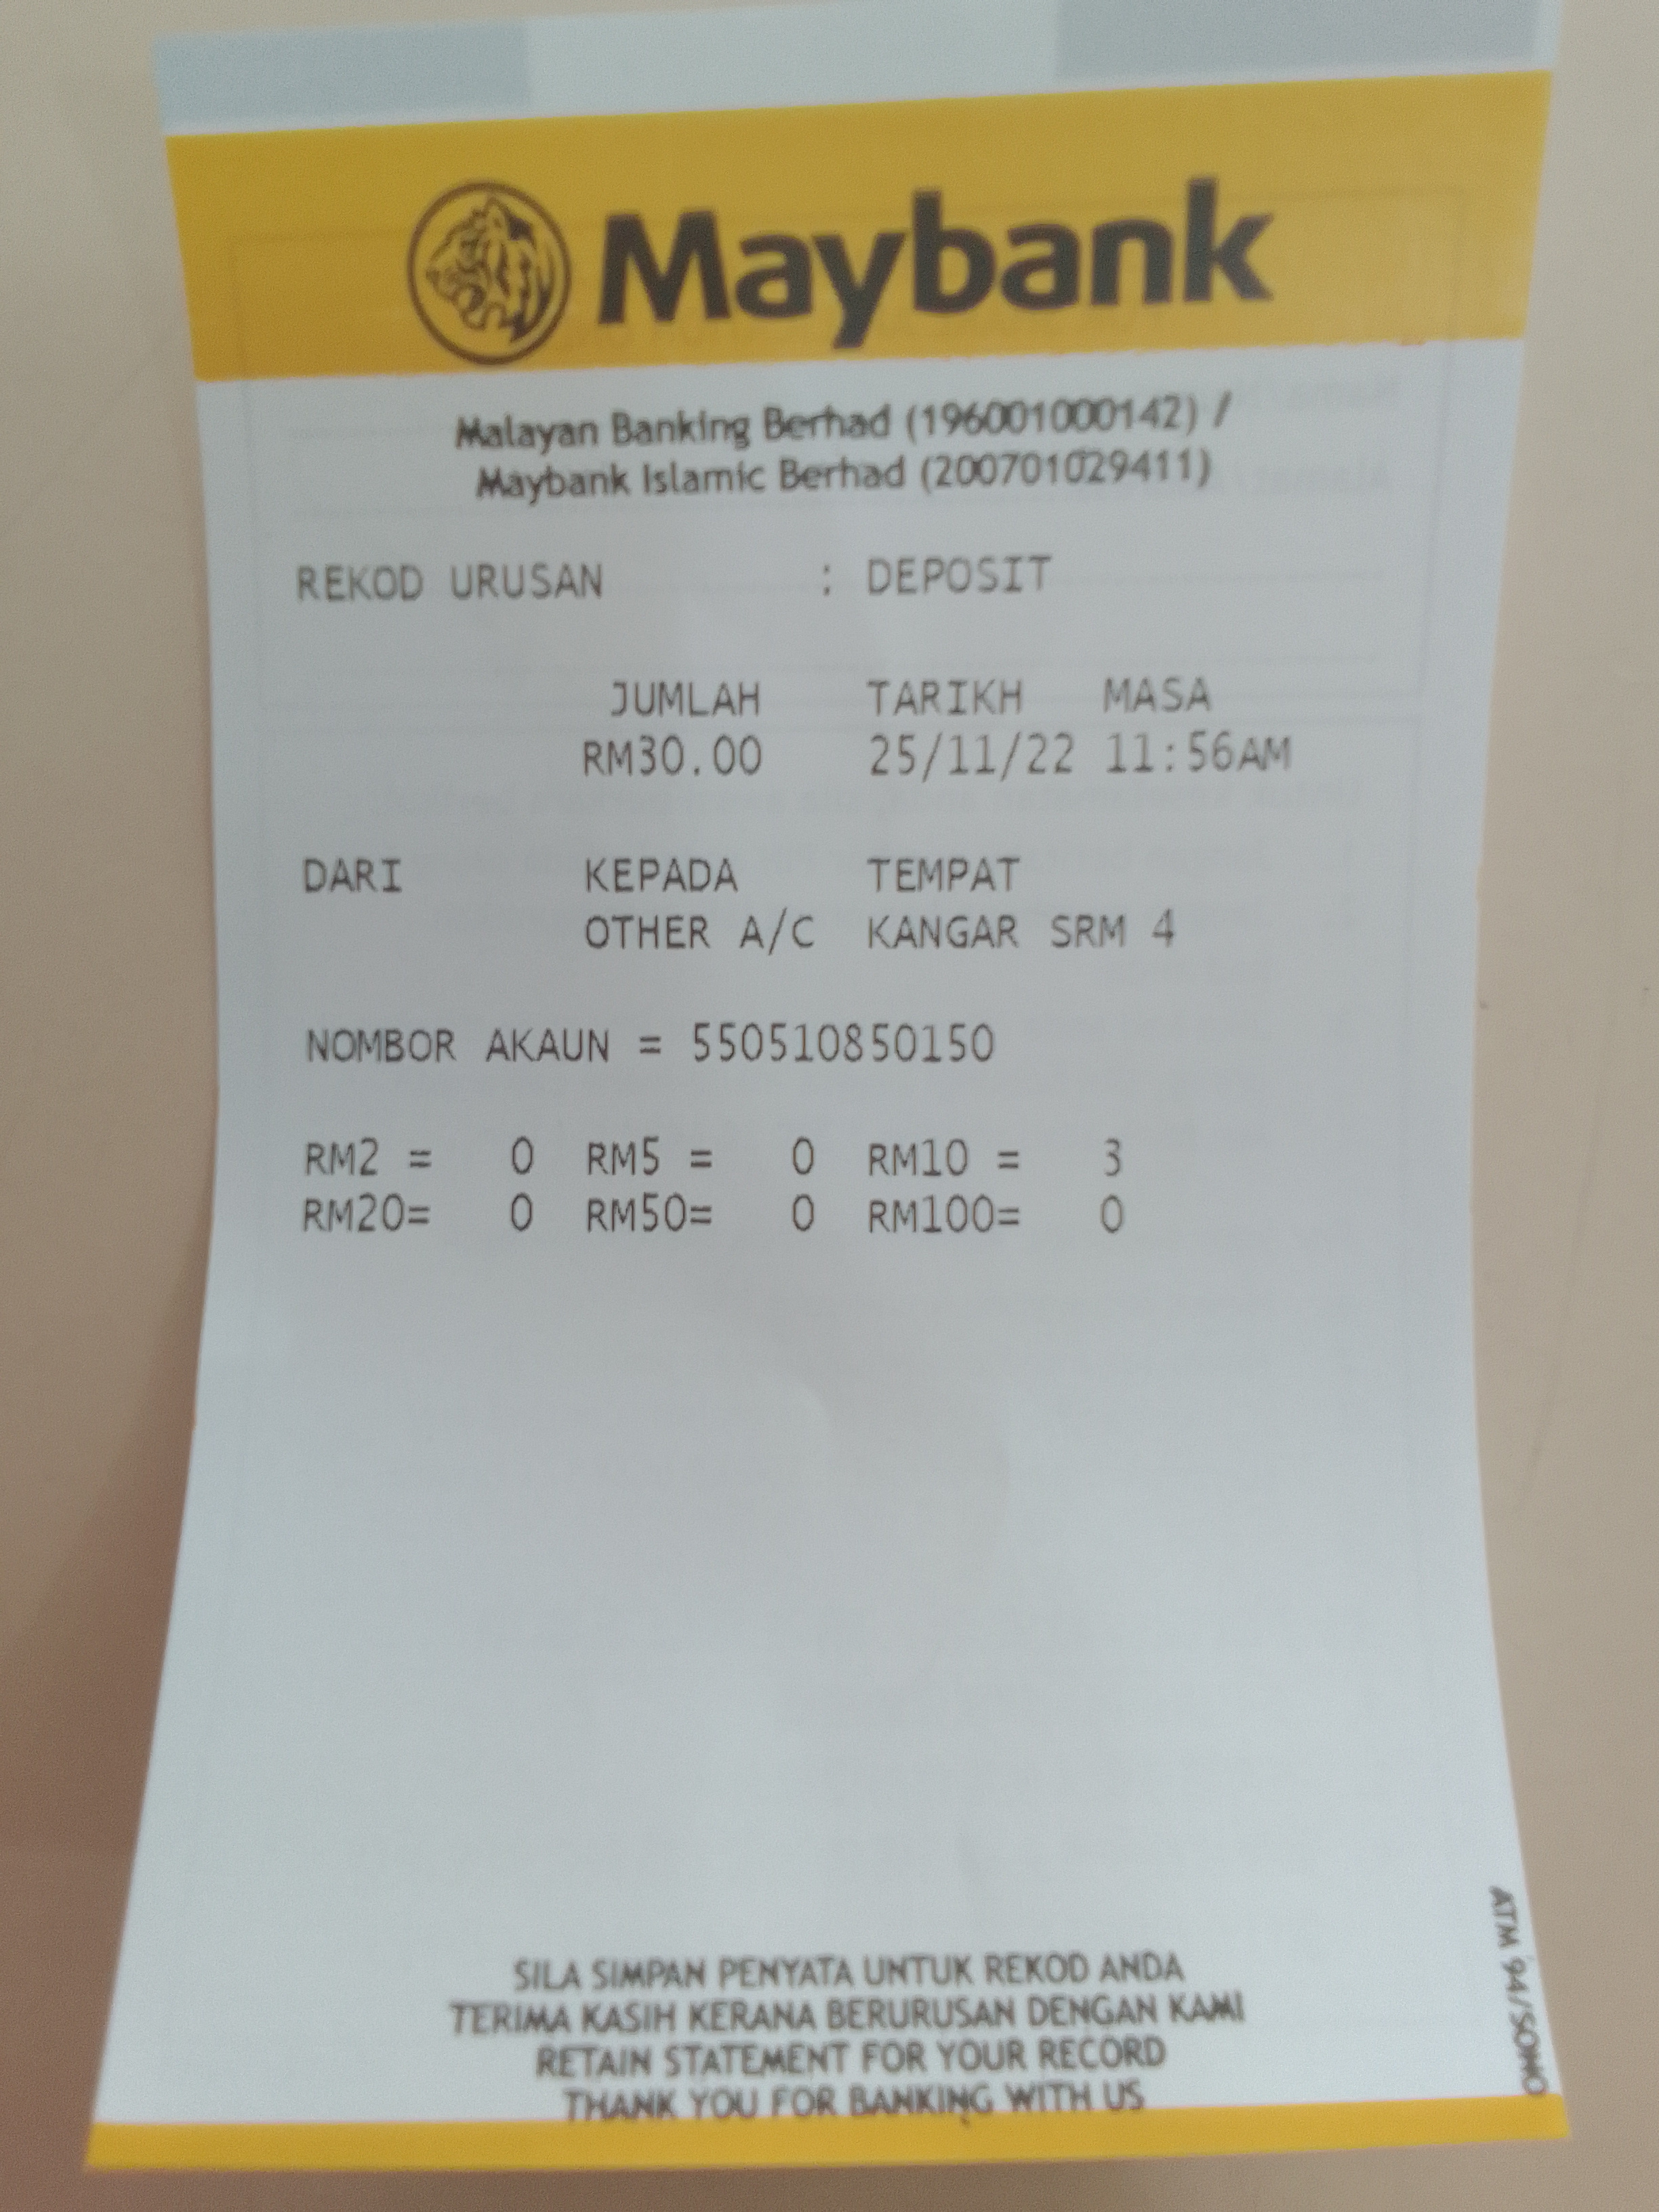 Maybank
Malayan Banking Berhad (196001000142) /
Maybank Islamic Berhad (200701029411)
REKOD URUSAN : DEPOSIT
JUMLAH TARIKH MASA
RM30.00 25/11/22 11:56AM
DARI KEPADA TEMPAT
OTHER A/C KANGAR SRM 4
NOMBOR AKAUN = 550510850150
RM2 = 0 RM5 = 0 RM10 = 3
RM20= 0 RM50= 0 RM100= 0
SILA SIMPAN PENYATA UNTUK REKOD ANDA
TERIMA KASIH KERANA BERURUSAN DENGAN KAMI
RETAIN STATEMENT FOR YOUR RECORD
THANK YOU FOR BANKING WITH US
ATM 94/SOHO